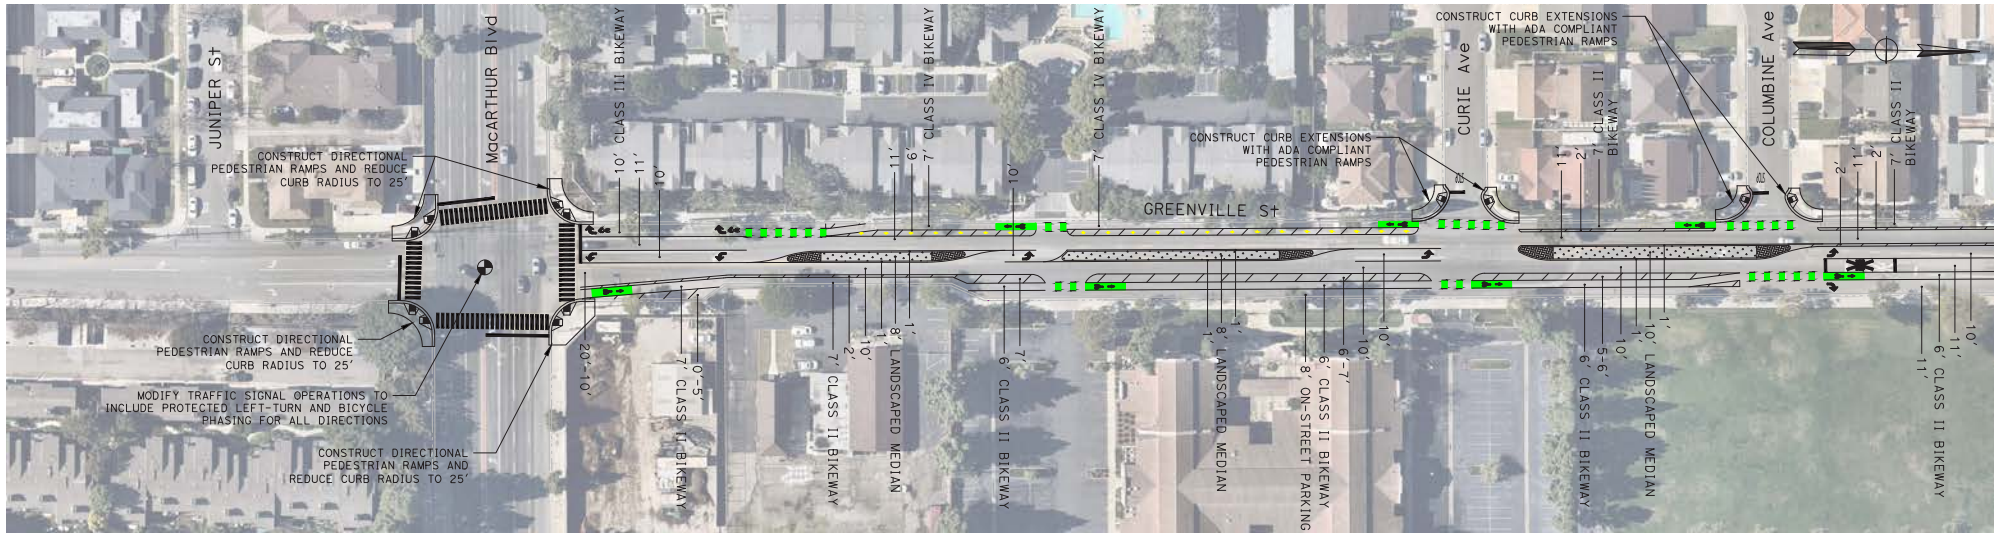 JUNIPER St
MacARTHUR Blvd
10' CLASS III BIKEWAY
11'
10'
11'
6'
7' CLASS IV BIKEWAY
10'
7' CLASS IV BIKEWAY
CONSTRUCT CURB EXTENSIONS
WITH ADA COMPLIANT
PEDESTRIAN RAMPS
CURIE Ave
COLUMBINE Ave
CONSTRUCT CURB EXTENSIONS
WITH ADA COMPLIANT
PEDESTRIAN RAMPS
11'
2'
7' CLASS II
BIKEWAY
2'
11'
2'
7' CLASS II
BIKEWAY
CONSTRUCT DIRECTIONAL
PEDESTRIAN RAMPS AND REDUCE
CURB RADIUS TO 25'
GREENVILLE St
CONSTRUCT DIRECTIONAL
PEDESTRIAN RAMPS AND REDUCE
CURB RADIUS TO 25'
MODIFY TRAFFIC SIGNAL OPERATIONS TO
INCLUDE PROTECTED LEFT-TURN AND BICYCLE
PHASING FOR ALL DIRECTIONS
CONSTRUCT DIRECTIONAL
PEDESTRIAN RAMPS AND
REDUCE CURB RADIUS TO 25'
20'-10'
7' CLASS II BIKEWAY
7' CLASS II BIKEWAY
2'
10'
1'
8' LANDSCAPED MEDIAN
1'
6' CLASS II BIKEWAY
7'
1'
8' LANDSCAPED MEDIAN
1'
8' ON-STREET PARKING
6' CLASS II BIKEWAY
6'-7'
10'
10'
6' CLASS II BIKEWAY
5-6'
10'
1'
10' LANDSCAPED MEDIAN
1'
11'
6' CLASS II BIKEWAY
11'
10'